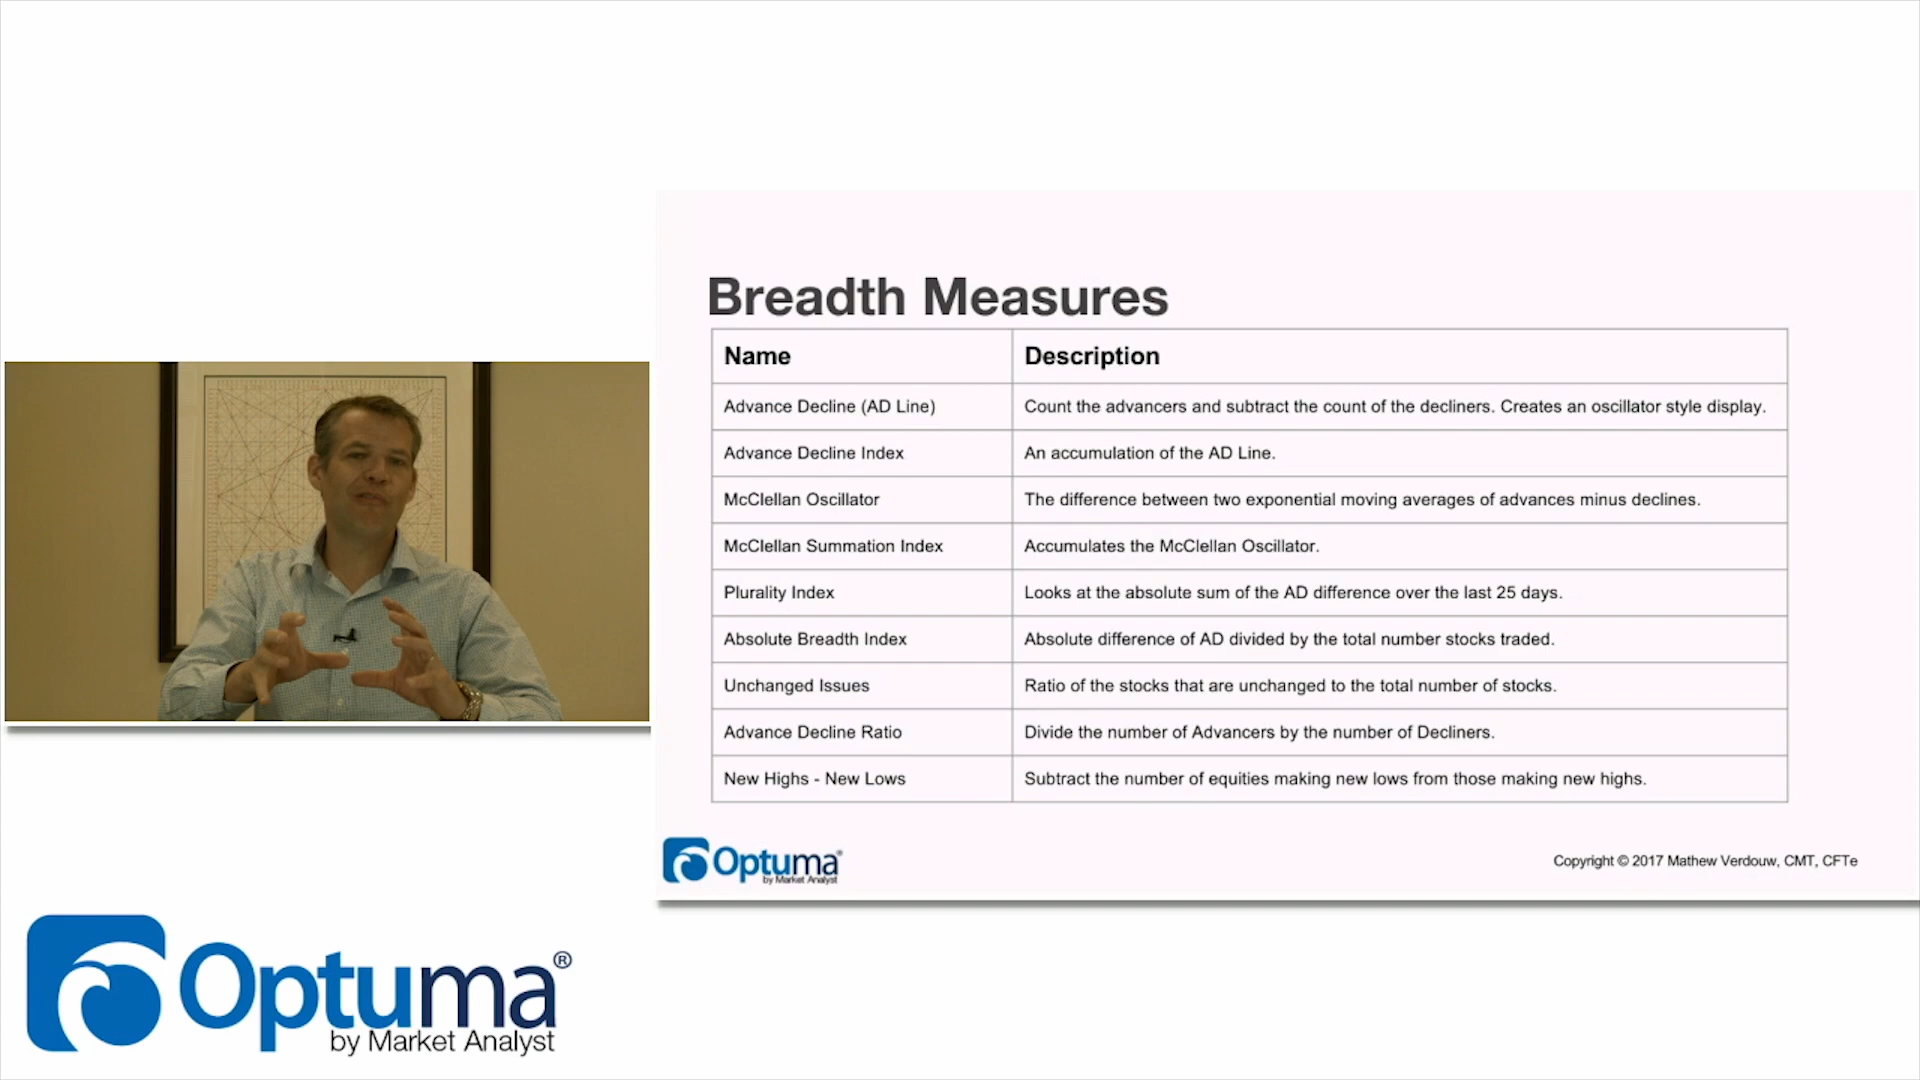 Breadth Measures
Name Description
Advance Decline (AD Line) Count the advancers and subtract the count of the decliners. Creates an oscillator style display.
Advance Decline Index An accumulation of the AD Line.
McClellan Oscillator The difference between two exponential moving averages of advances minus declines.
McClellan Summation Index Accumulates the McClellan Oscillator.
Plurality Index Looks at the absolute sum of the AD difference over the last 25 days.
Absolute Breadth Index Absolute difference of AD divided by the total number stocks traded.
Unchanged Issues Ratio of the stocks that are unchanged to the total number of stocks.
Advance Decline Ratio Divide the number of Advancers by the number of Decliners.
New Highs - New Lows Subtract the number of equities making new lows from those making new highs.
Optuma®
by Market Analyst
Copyright © 2017 Mathew Verdouw, CMT, CFTe
Optuma®
by Market Analyst